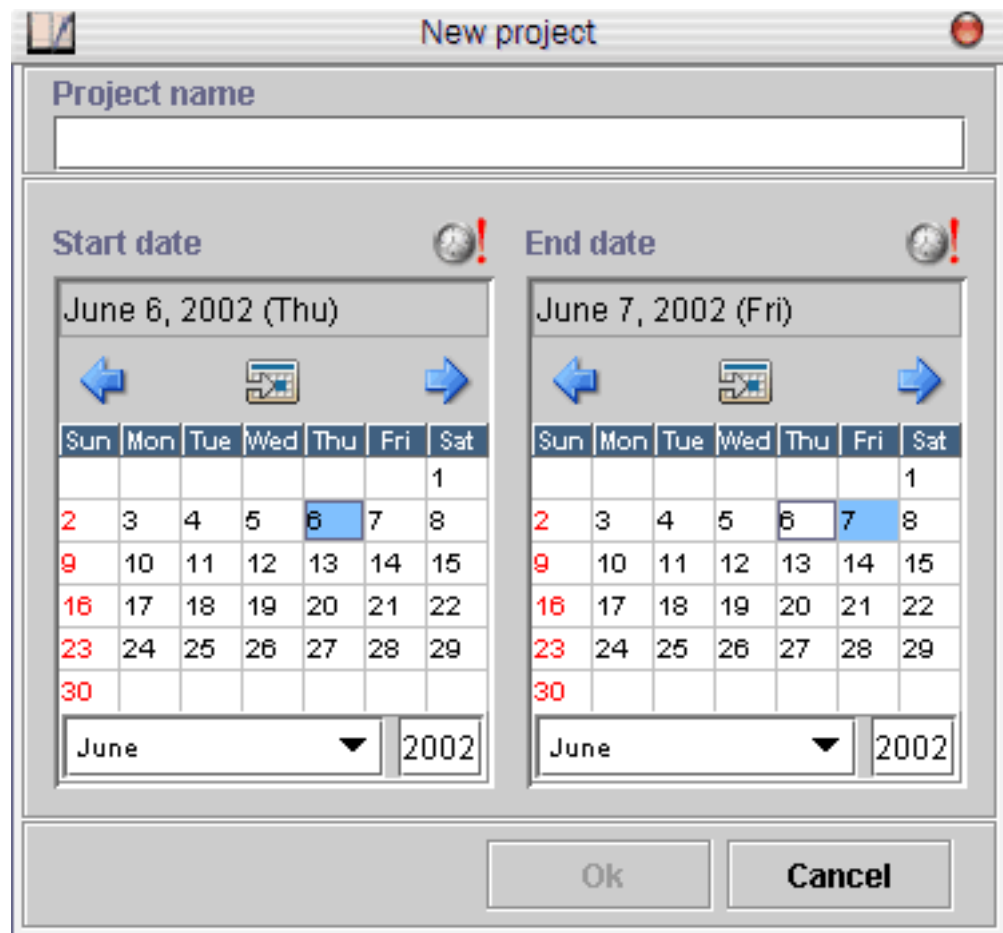 New project
Project name
Start date
End date
June 6, 2002 (Thu)
June 7, 2002 (Fri)
Sun Mon Tue Wed Thu Fri Sat
1
2 3 4 5 6 7 8
9 10 11 12 13 14 15
16 17 18 19 20 21 22
23 24 25 26 27 28 29
30
June 2002
Sun Mon Tue Wed Thu Fri Sat
1
2 3 4 5 6 7 8
9 10 11 12 13 14 15
16 17 18 19 20 21 22
23 24 25 26 27 28 29
30
June 2002
Ok Cancel